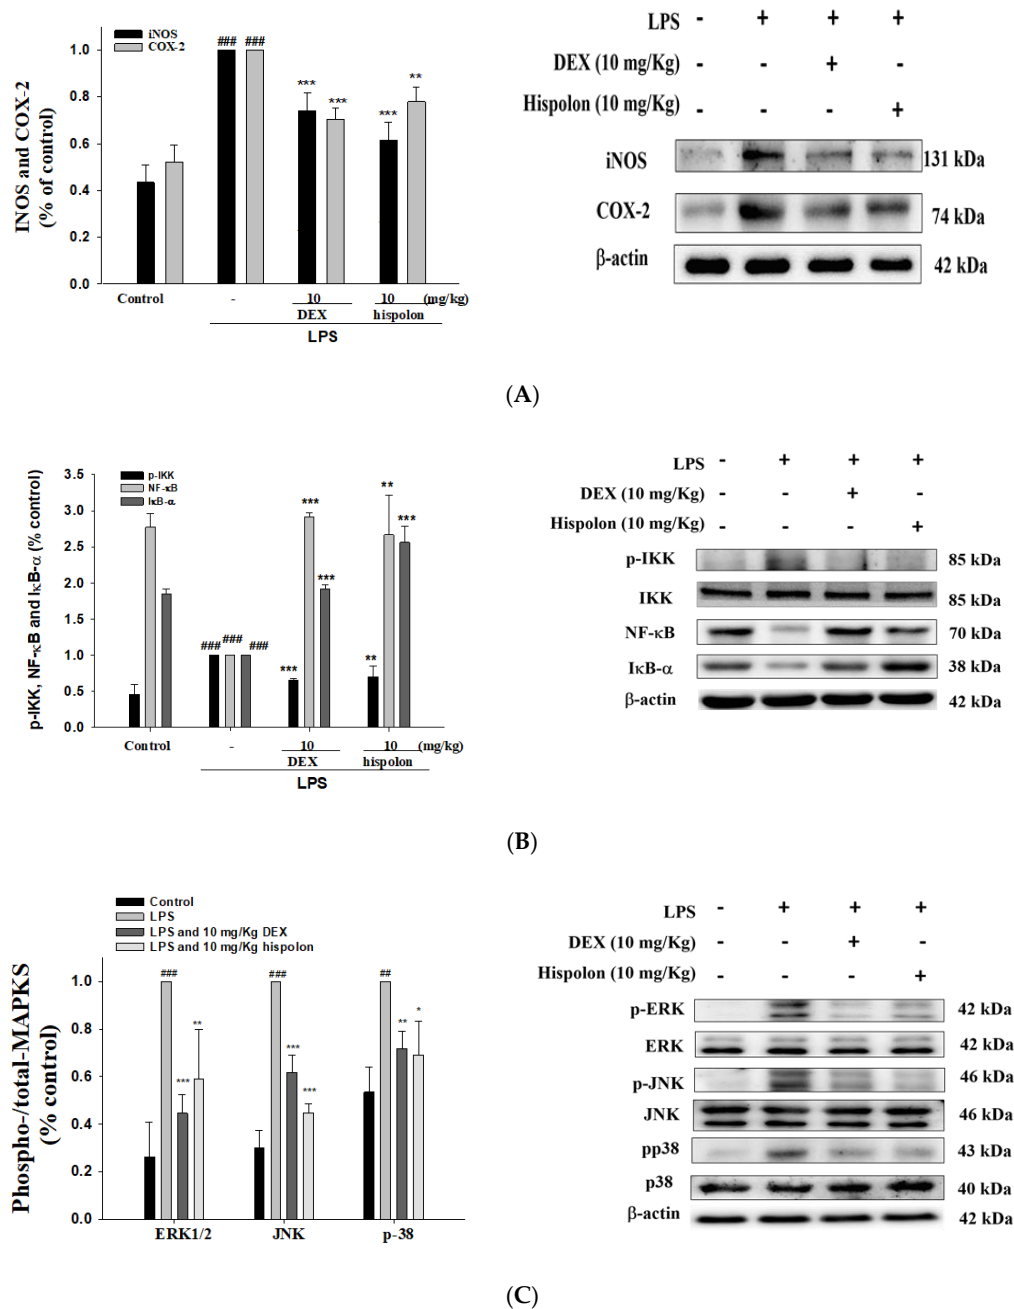 iNOS
COX-2
1.0
0.8
0.6
0.4
0.2
0.0
INOS and COX-2
(% of control)
###
###
***
***
***
**
Control
-
10
10
(mg/kg)
DEX
hispolon
LPS
LPS - + + +
DEX (10 mg/Kg) - - + -
Hispolon (10 mg/Kg) - - - +
iNOS 131 kDa
COX-2 74 kDa
β-actin 42 kDa
(A)
p-IKK
NF-κB
IκB-α
3.5
3.0
2.5
2.0
1.5
1.0
0.5
0.0
p-IKK, NF-κB and IκB-α (% control)
###
###
###
***
***
***
**
**
***
Control
-
10
10
(mg/kg)
DEX
hispolon
LPS
LPS - + + +
DEX (10 mg/Kg) - - + -
Hispolon (10 mg/Kg) - - - +
p-IKK 85 kDa
IKK 85 kDa
NF-κB 70 kDa
IκB-α 38 kDa
β-actin 42 kDa
(B)
Control
LPS
LPS and 10 mg/Kg DEX
LPS and 10 mg/Kg hispolon
1.0
0.8
0.6
0.4
0.2
0.0
Phospho-/total-MAPKS
(% control)
###
***
**
###
***
***
##
**
*
ERK1/2
JNK
p-38
LPS - + + +
DEX (10 mg/Kg) - - + -
Hispolon (10 mg/Kg) - - - +
p-ERK 42 kDa
ERK 42 kDa
p-JNK 46 kDa
JNK 46 kDa
pp38 43 kDa
p38 40 kDa
β-actin 42 kDa
(C)